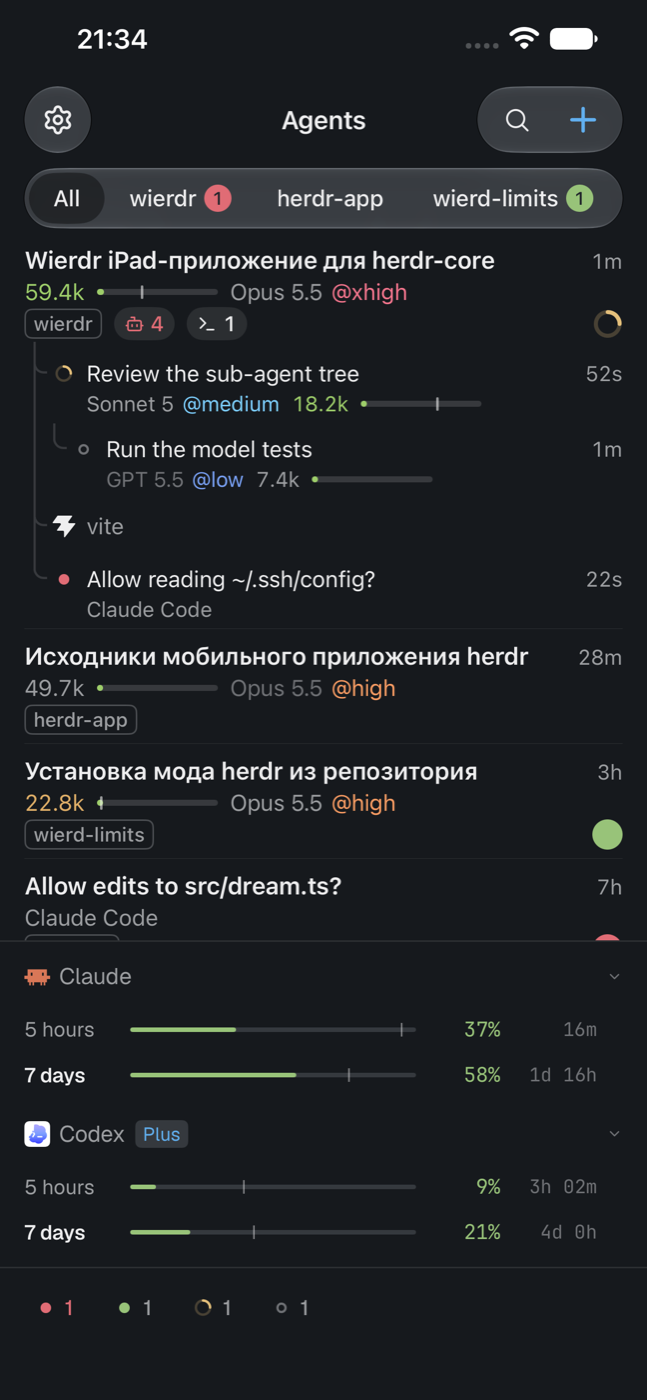 21:34
Agents
All wierdr 1 herdr-app wierd-limits 1
Wierdr iPad-приложение для herdr-core 1m
59.4k Opus 5.5 @xhigh
wierdr 4 1
Review the sub-agent tree 52s
Sonnet 5 @medium 18.2k
Run the model tests 1m
GPT 5.5 @low 7.4k
vite
Allow reading ~/.ssh/config? 22s
Claude Code
Исходники мобильного приложения herdr 28m
49.7k Opus 5.5 @high
herdr-app
Установка мода herdr из репозитория 3h
22.8k Opus 5.5 @high
wierd-limits
Allow edits to src/dream.ts? 7h
Claude Code
Claude
5 hours 37% 16m
7 days 58% 1d 16h
Codex Plus
5 hours 9% 3h 02m
7 days 21% 4d 0h
1 1 1 1